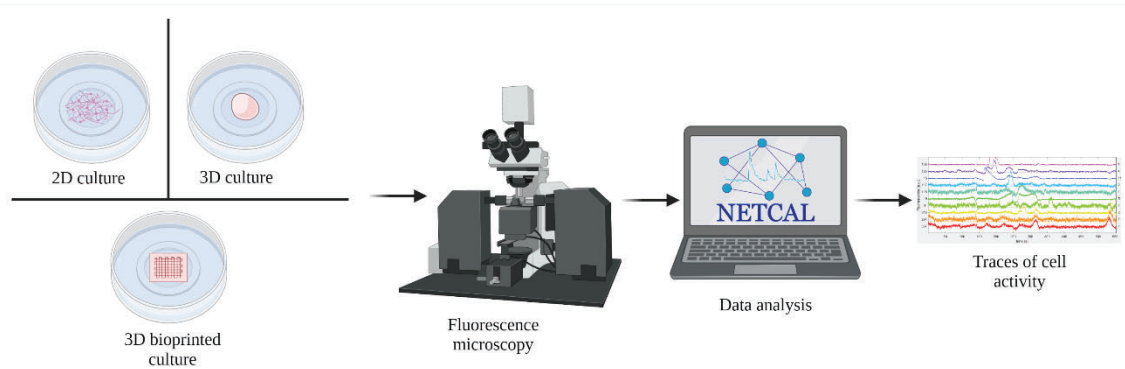 2D culture
3D culture
3D bioprinted
culture
Fluorescence
microscopy
NETCAL
Data analysis
Traces of cell
activity